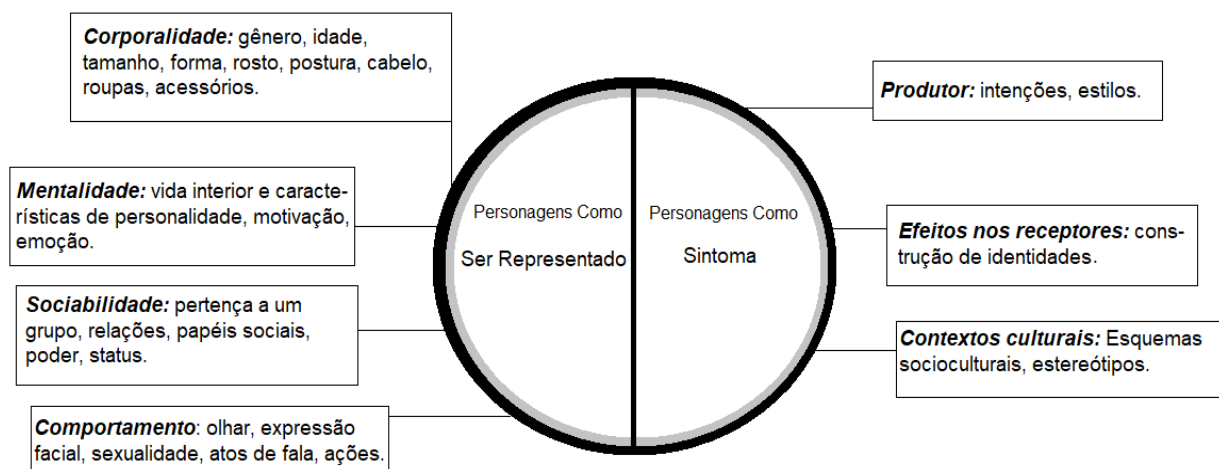 Corporalidade: gênero, idade,
tamanho, forma, rosto, postura, cabelo,
roupas, acessórios.
Mentalidade: vida interior e caracte-
rísticas de personalidade, motivação,
emoção.
Sociabilidade: pertença a um
grupo, relações, papéis sociais,
poder, status.
Comportamento: olhar, expressão
facial, sexualidade, atos de fala, ações.
Personagens Como
Ser Representado
Personagens Como
Sintoma
Produtor: intenções, estilos.
Efeitos nos receptores: cons-
trução de identidades.
Contextos culturais: Esquemas
socioculturais, estereótipos.